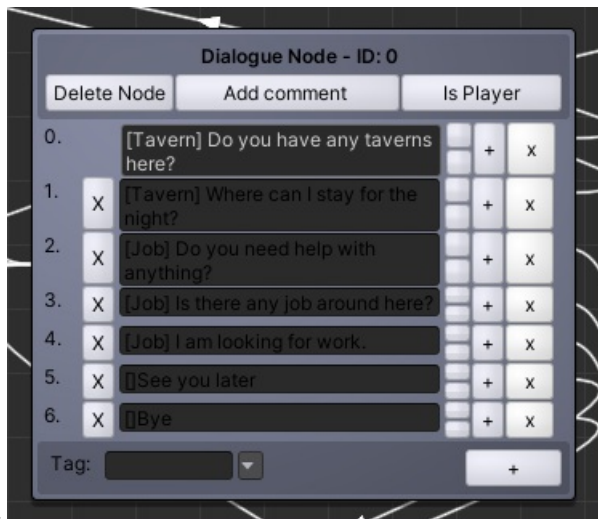 Dialogue Node - ID: 0
Delete Node Add comment Is Player
0. [Tavern] Do you have any taverns + x
here?
1. X [Tavern] Where can I stay for the + x
night?
2. X [Job] Do you need help with + x
anything?
3. X [Job] Is there any job around here? + x
4. X [Job] I am looking for work. + x
5. X []See you later + x
6. X []Bye + x
Tag: +